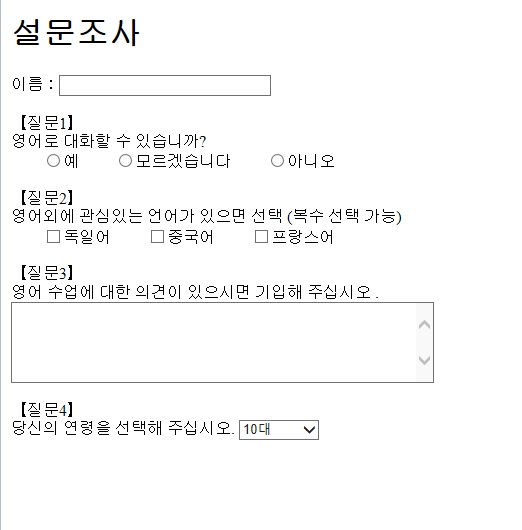 설문조사
이름 :
【질문1】
영어로 대화할 수 있습니까?
예 모르겠습니다 아니오
【질문2】
영어외에 관심있는 언어가 있으면 선택 (복수 선택 가능)
독일어 중국어 프랑스어
【질문3】
영어 수업에 대한 의견이 있으시면 기입해 주십시오 .
【질문4】
당신의 연령을 선택해 주십시오. 10대